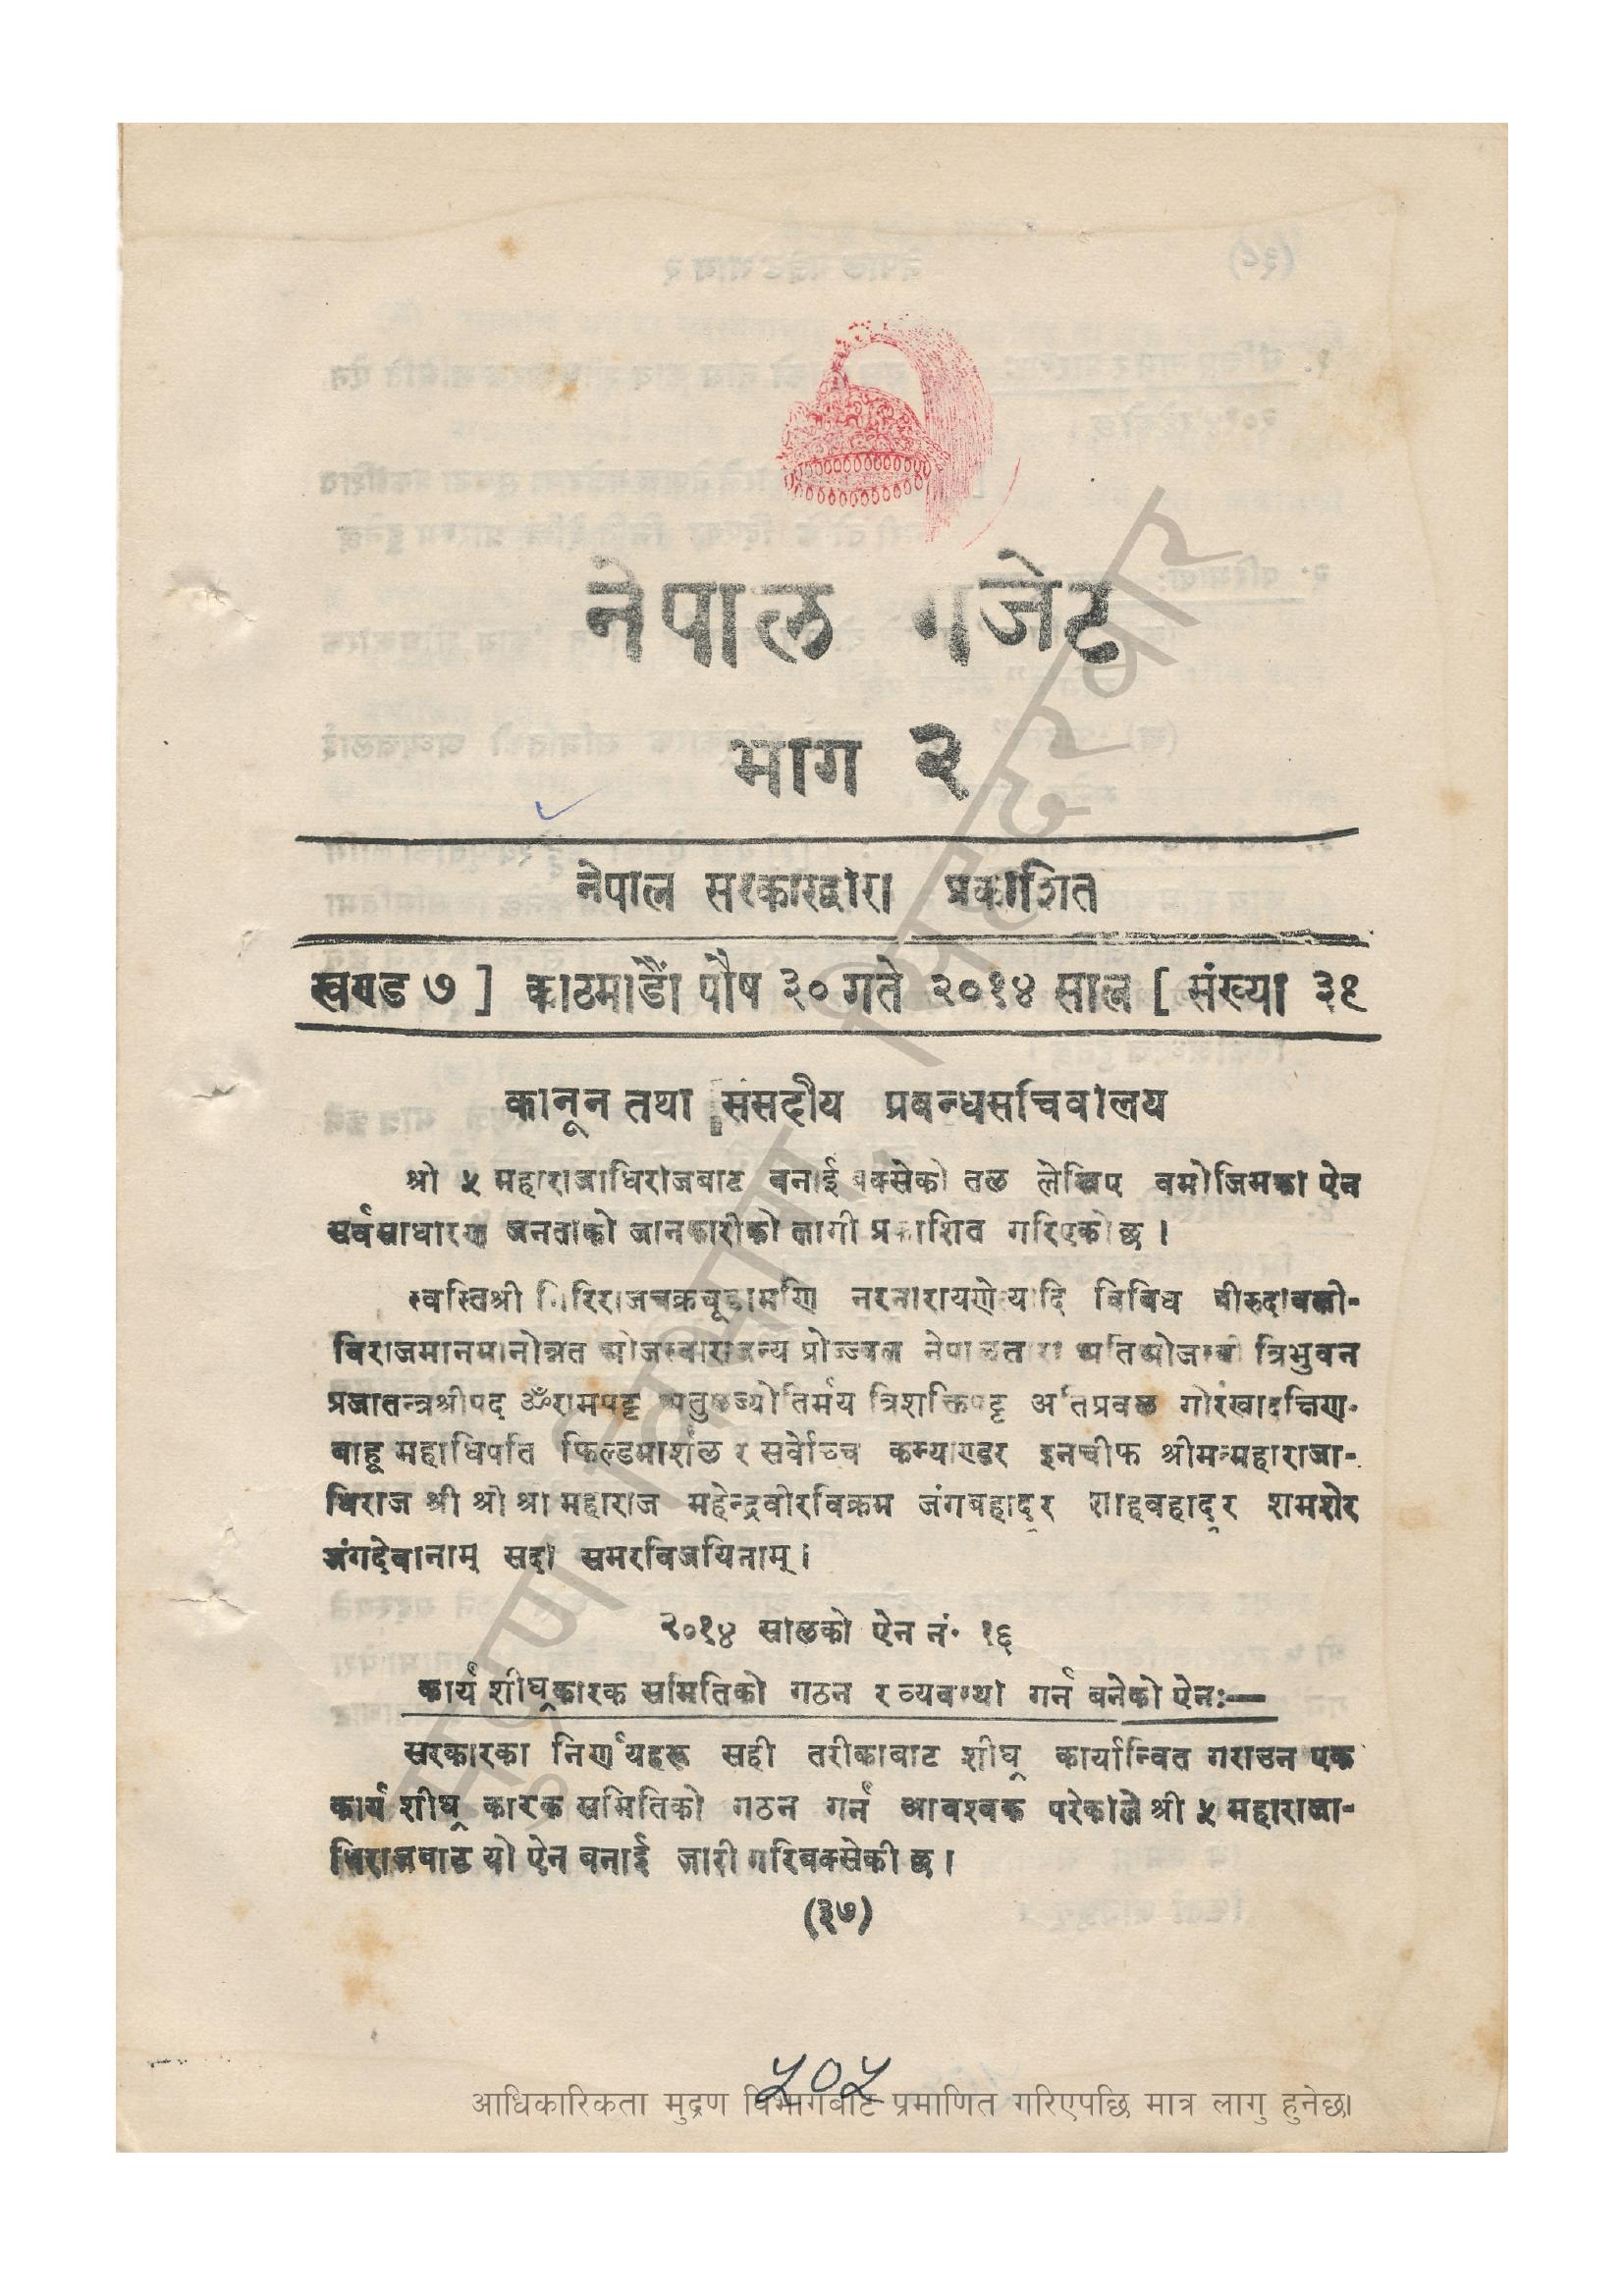 नेपाल गजेट
भाग २
नेपाल सरकारद्वारा प्रकाशित
खण्ड ७ ] काठमाडौं पौष ३० गते २०१४ साल [ संख्या ३९
कानून तथा संसदीय प्रबन्धसचिवालय
श्री ५ महाराजाधिराजबाट बनाई बक्सेको तल लेखिए बमोजिमका ऐन
सर्वसाधारण जनताको जानकारीको लागी प्रकाशित गरिएकोछ ।
स्वस्तिश्री गिरिराजचक्रचूडामणि नरनारायणेत्यादि विविध वीरुदावली-
विराजमानमानोन्नत ओजस्वीराजन्य प्रोज्ज्वल नेपालतारा अतिओजस्वी त्रिभुवन
प्रजातन्त्रश्रीपद ॐरामपट्ट अतुलज्योतिर्मय त्रिशक्तिपट्ट अतिप्रवल गोरखादक्षिण-
बाहू महाधिपति फिल्डमार्शल र सर्वोच्च कम्याण्डर इनचीफ श्रीमन्महाराजा-
धिराज श्री श्री श्री महाराज महेन्द्रवीरविक्रम जंगबहादुर शाहबहादुर शमशेर
जंगदेवानाम् सदा समरविजयिनाम् ।
२०१४ सालको ऐन नं· १६
कार्य शीघ्रकारक समितिको गठन र व्यवस्था गर्न बनेको ऐनः—
सरकारका निर्णयहरू सही तरीकाबाट शीघ्र कार्यान्वित गराउन एक
कार्य शीघ्र कारक समितिको गठन गर्न आवश्यक परेकोले श्री ५ महाराजा-
धिराजबाट यो ऐन बनाई जारी गरिबक्सेकी छ ।
(३७)
५०५
आधिकारिकता मुद्रण विभागबाट प्रमाणित गरिएपछि मात्र लागु हुनेछ।
मुद्रण विभाग, सिंहदरबार